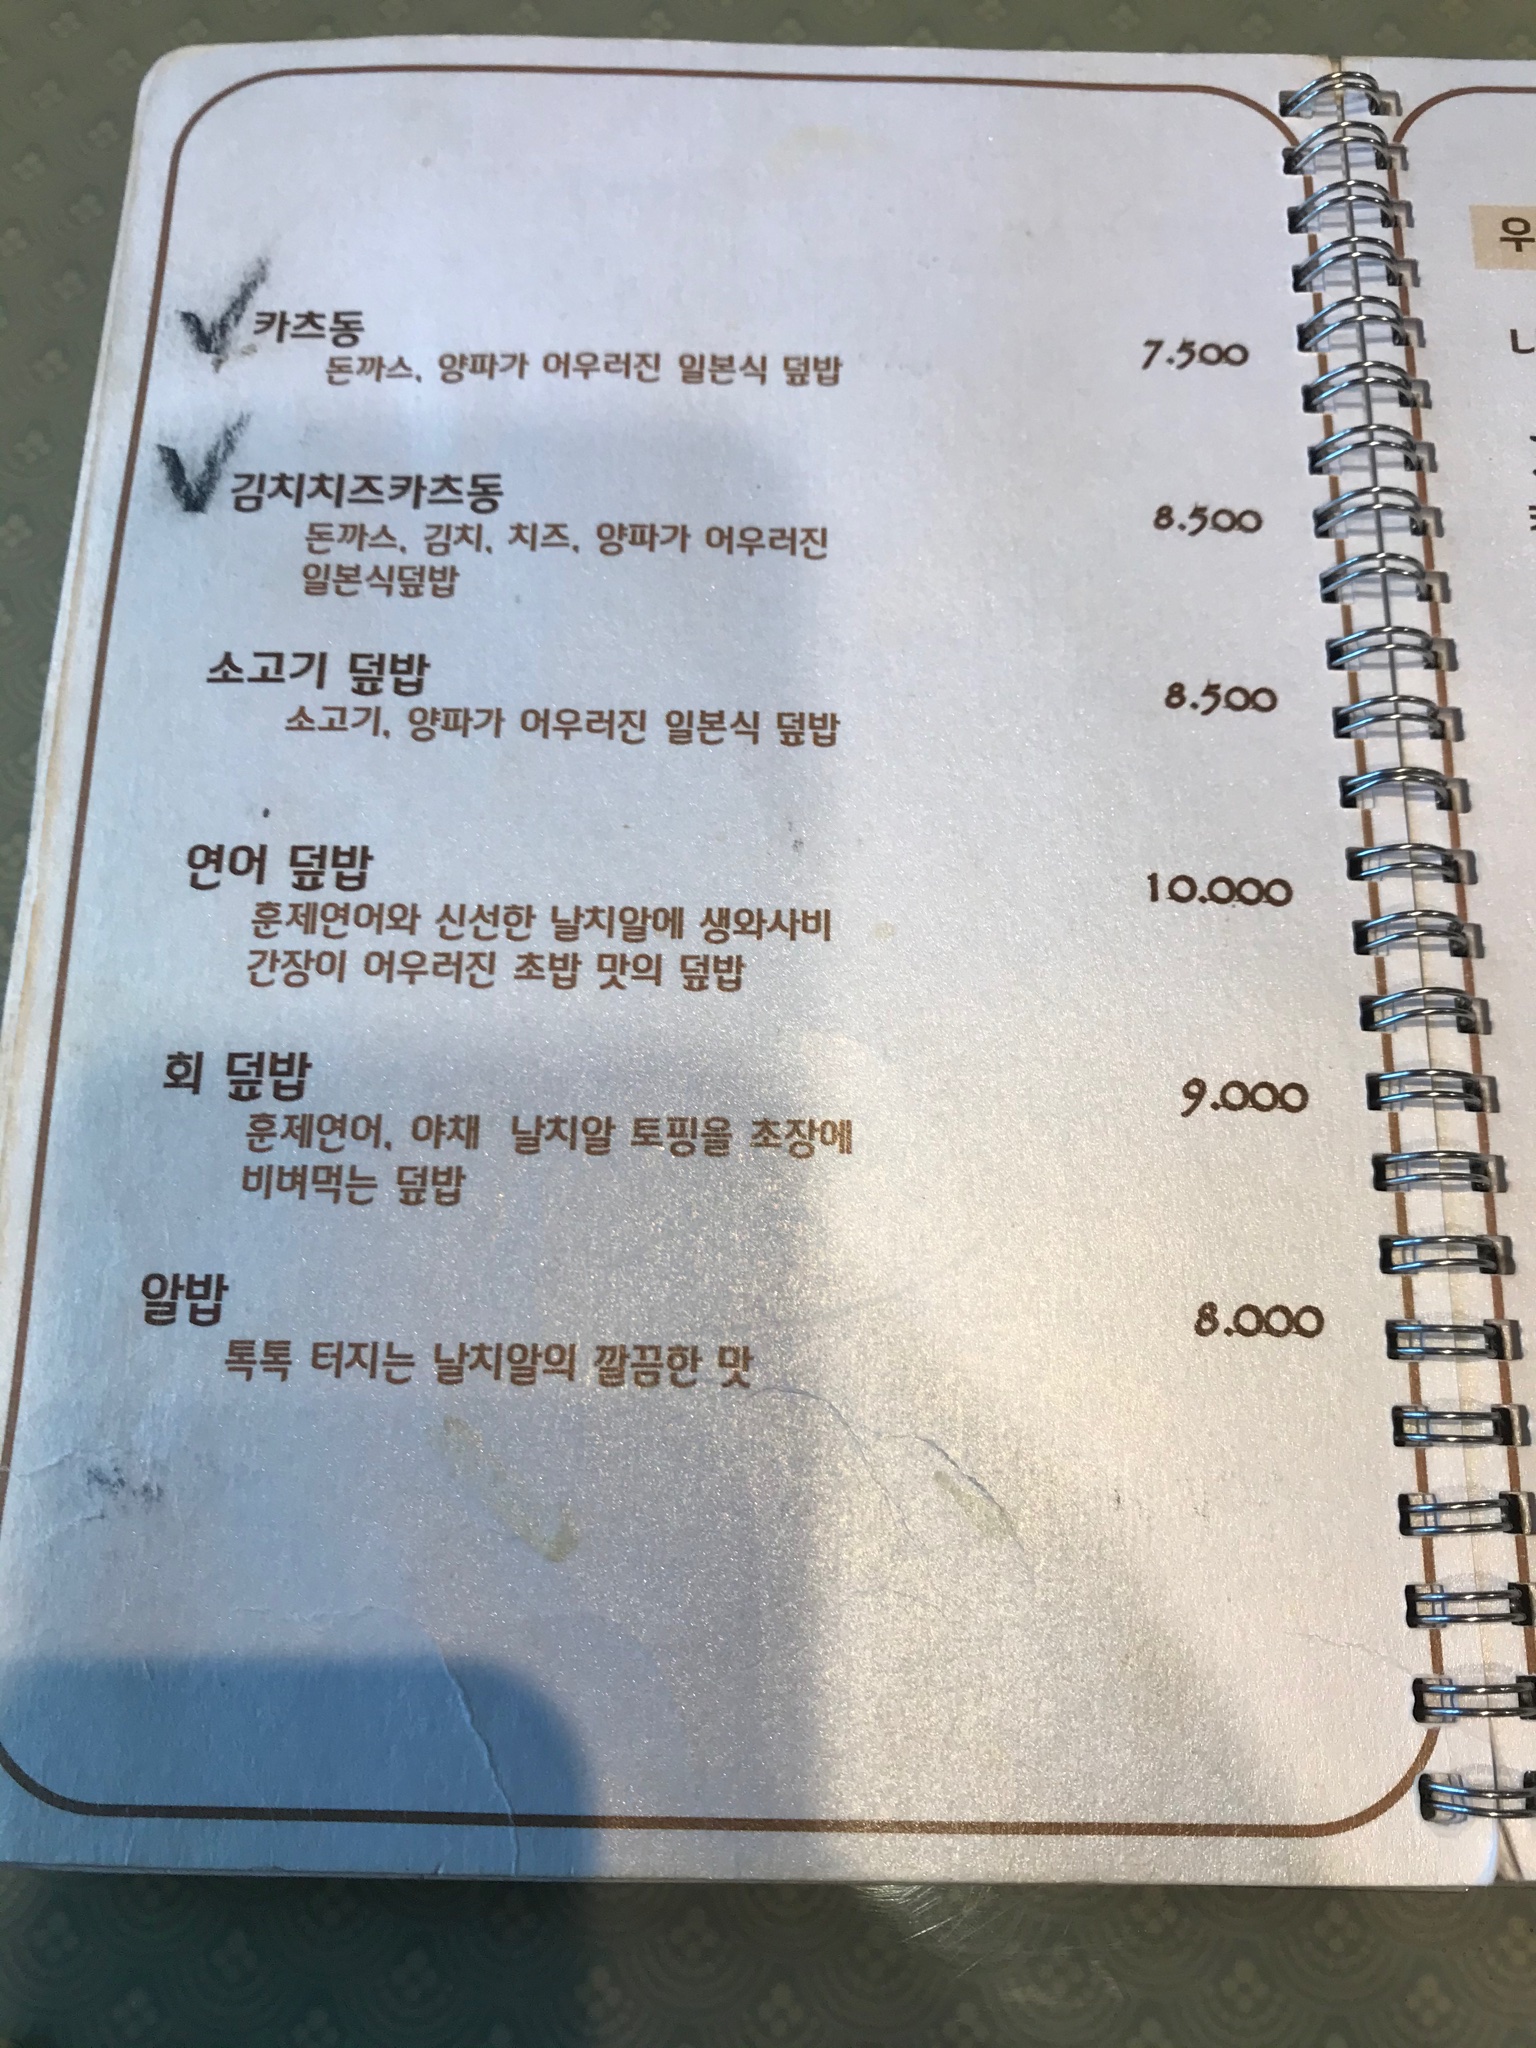 카츠동 7.500
돈까스, 양파가 어우러진 일본식 덮밥
김치치즈카츠동 8.500
돈까스, 김치, 치즈, 양파가 어우러진
일본식덮밥
소고기 덮밥 8.500
소고기, 양파가 어우러진 일본식 덮밥
연어 덮밥 10.000
훈제연어와 신선한 날치알에 생와사비
간장이 어우러진 초밥 맛의 덮밥
회 덮밥 9.000
훈제연어, 야채 날치알 토핑을 초장에
비벼먹는 덮밥
알밥 8.000
톡톡 터지는 날치알의 깔끔한 맛
우